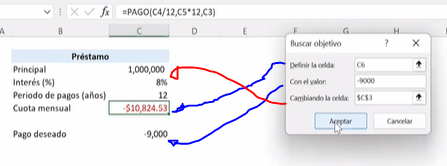 fx =PAGO(C4/12,C5*12,C3)
B C D E F G H
Préstamo
Principal 1,000,000
Interés (%) 8%
Periodo de pagos (años) 12
Cuota mensual -$10,824.53
Pago deseado -9,000
Buscar objetivo ? ×
Definir la celda: C6
Con el valor: -9000
Cambiando la celda: $C$3
Aceptar Cancelar